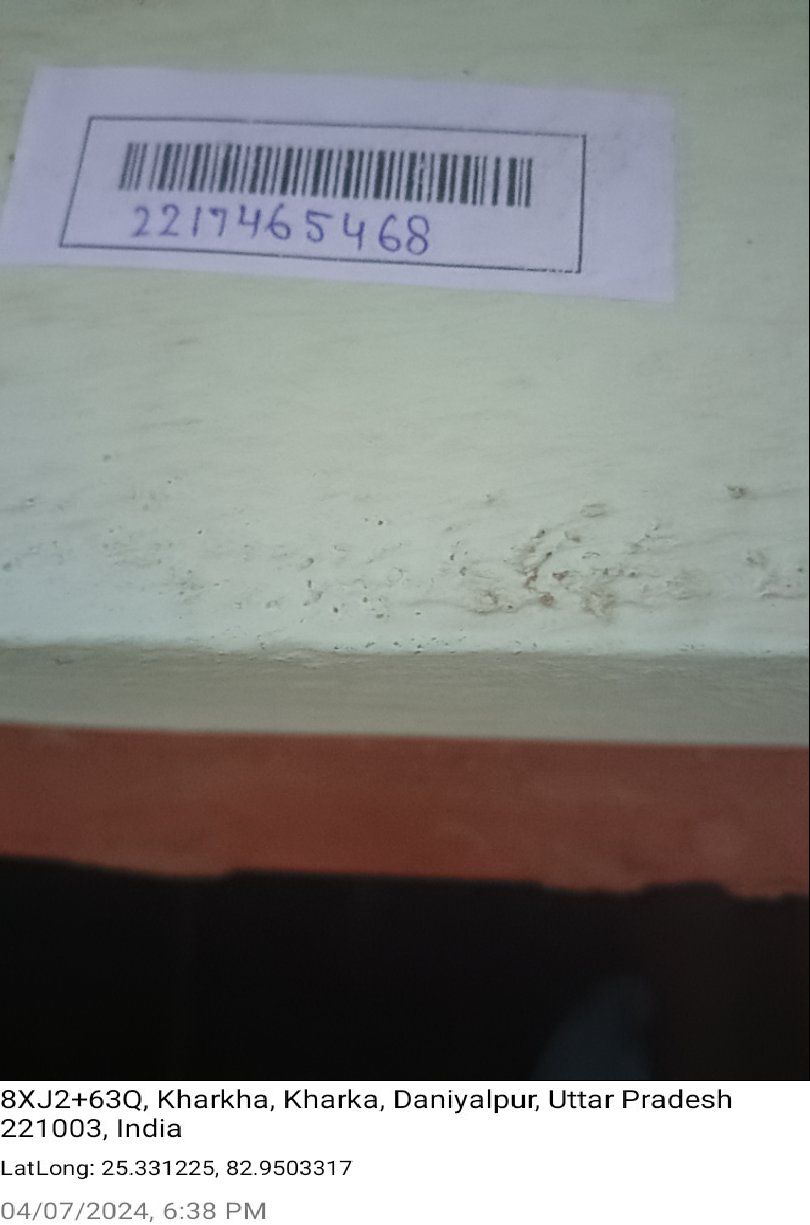 2217465468
8XJ2+63Q, Kharkha, Kharka, Daniyalpur, Uttar Pradesh
221003, India
LatLong: 25.331225, 82.9503317
04/07/2024, 6:38 PM